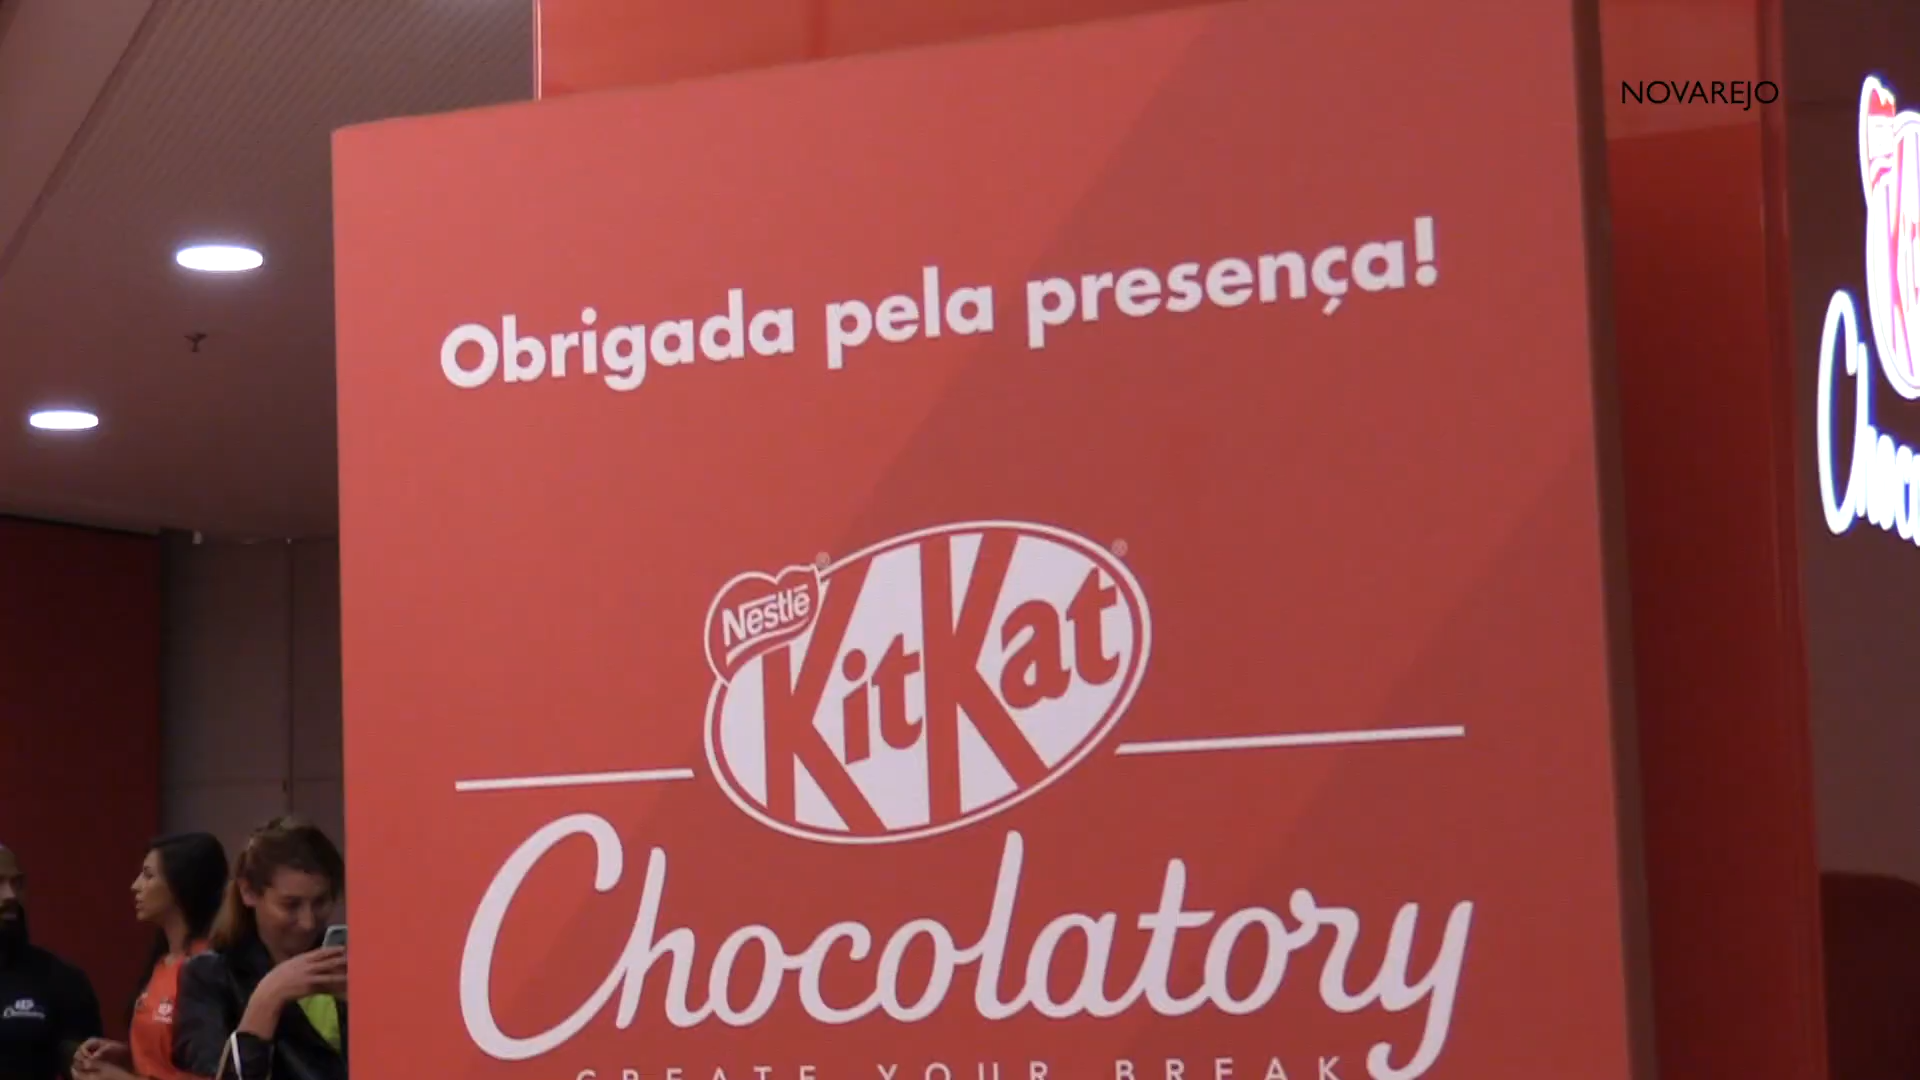 NOVAREJO
Obrigada pela presença!
Nestlé
KitKat
Chocolatory
CREATE YOUR BREAK